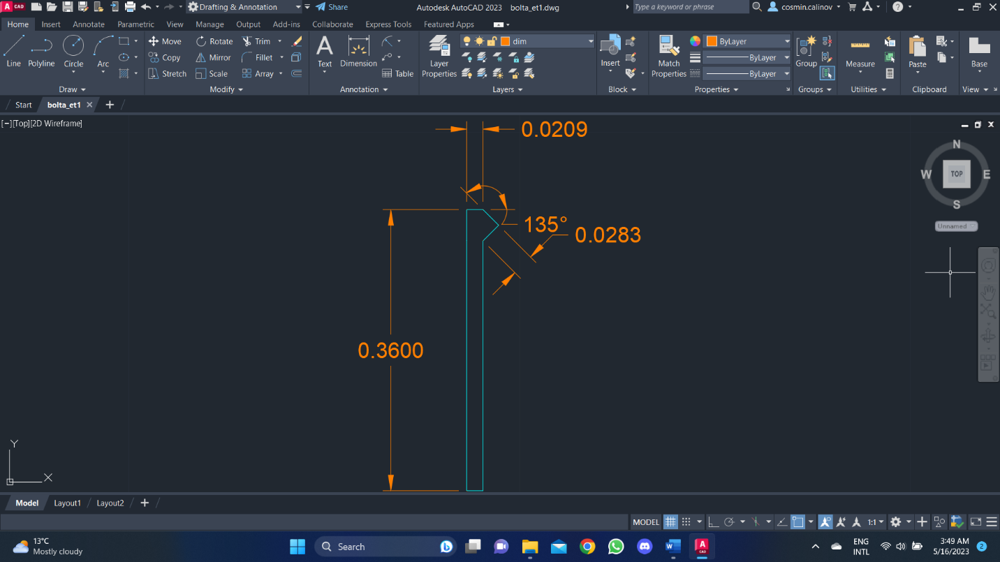 A CAD Drafting & Annotation Share Autodesk AutoCAD 2023 bolta_et1.dwg Type a keyword or phrase cosmin.calinov
Home Insert Annotate Parametric View Manage Output Add-ins Collaborate Express Tools Featured Apps
Line Polyline Circle Arc
Move Rotate Trim
Copy Mirror Fillet
Stretch Scale Array
Text Dimension Table
Layer Properties dim
Insert
Match Properties ByLayer
ByLayer
ByLayer
Group Measure Paste Base
Draw Modify Annotation Layers Block Properties Groups Utilities Clipboard View
Start bolta_et1
[−][Top][2D Wireframe]
0.0209
N
W TOP E
S
Unnamed
135°
0.0283
0.3600
Y
X
Model Layout1 Layout2
MODEL 1:1
13°C
Mostly cloudy
Search
W
A CAD
ENG
INTL
3:49 AM
5/16/2023
2